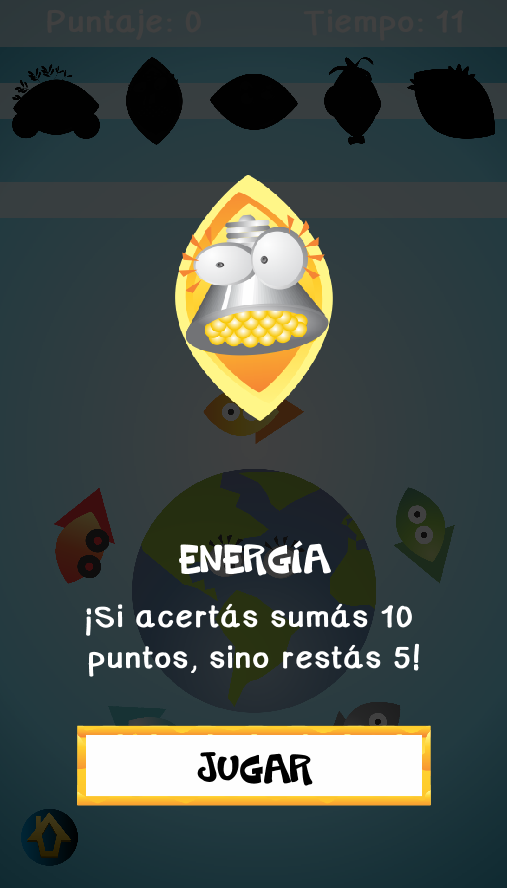 Puntaje: 0 Tiempo: 11
ENERGÍA
¡Si acertás sumás 10
puntos, sino restás 5!
JUGAR